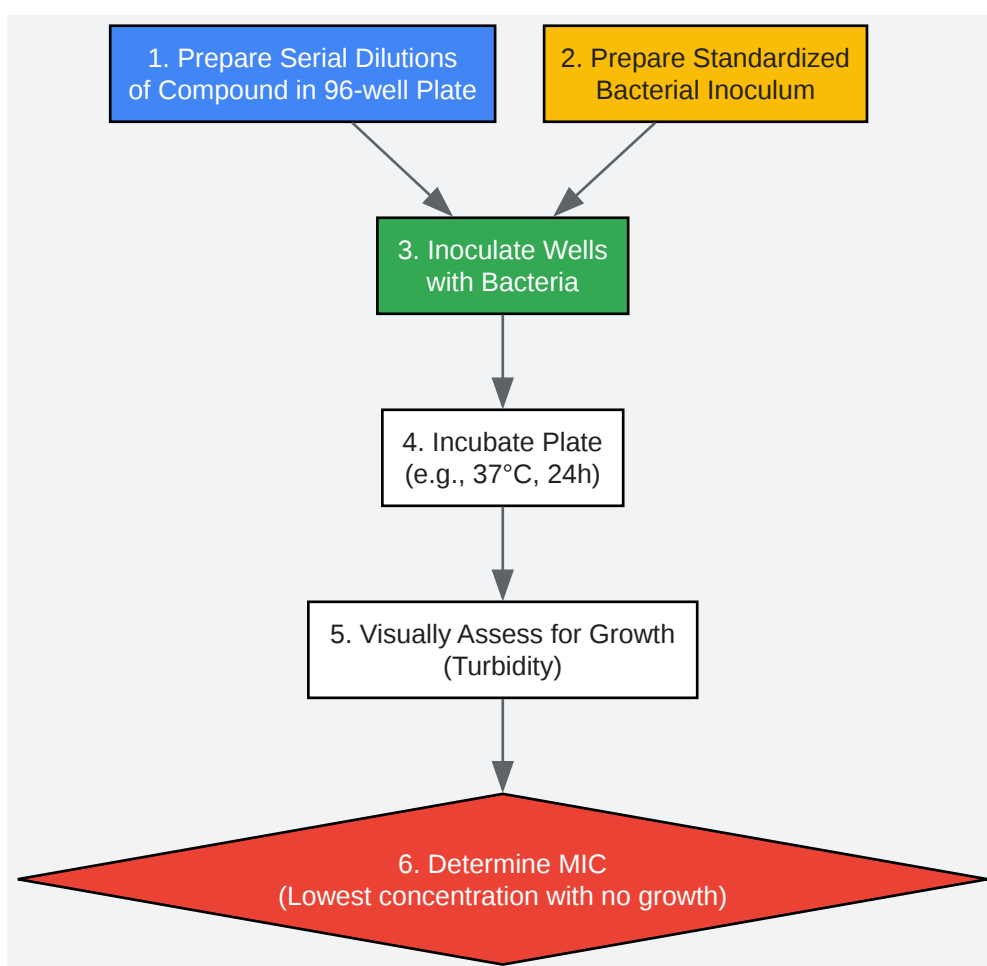 1. Prepare Serial Dilutions
of Compound in 96-well Plate
2. Prepare Standardized
Bacterial Inoculum
3. Inoculate Wells
with Bacteria
4. Incubate Plate
(e.g., 37°C, 24h)
5. Visually Assess for Growth
(Turbidity)
6. Determine MIC
(Lowest concentration with no growth)